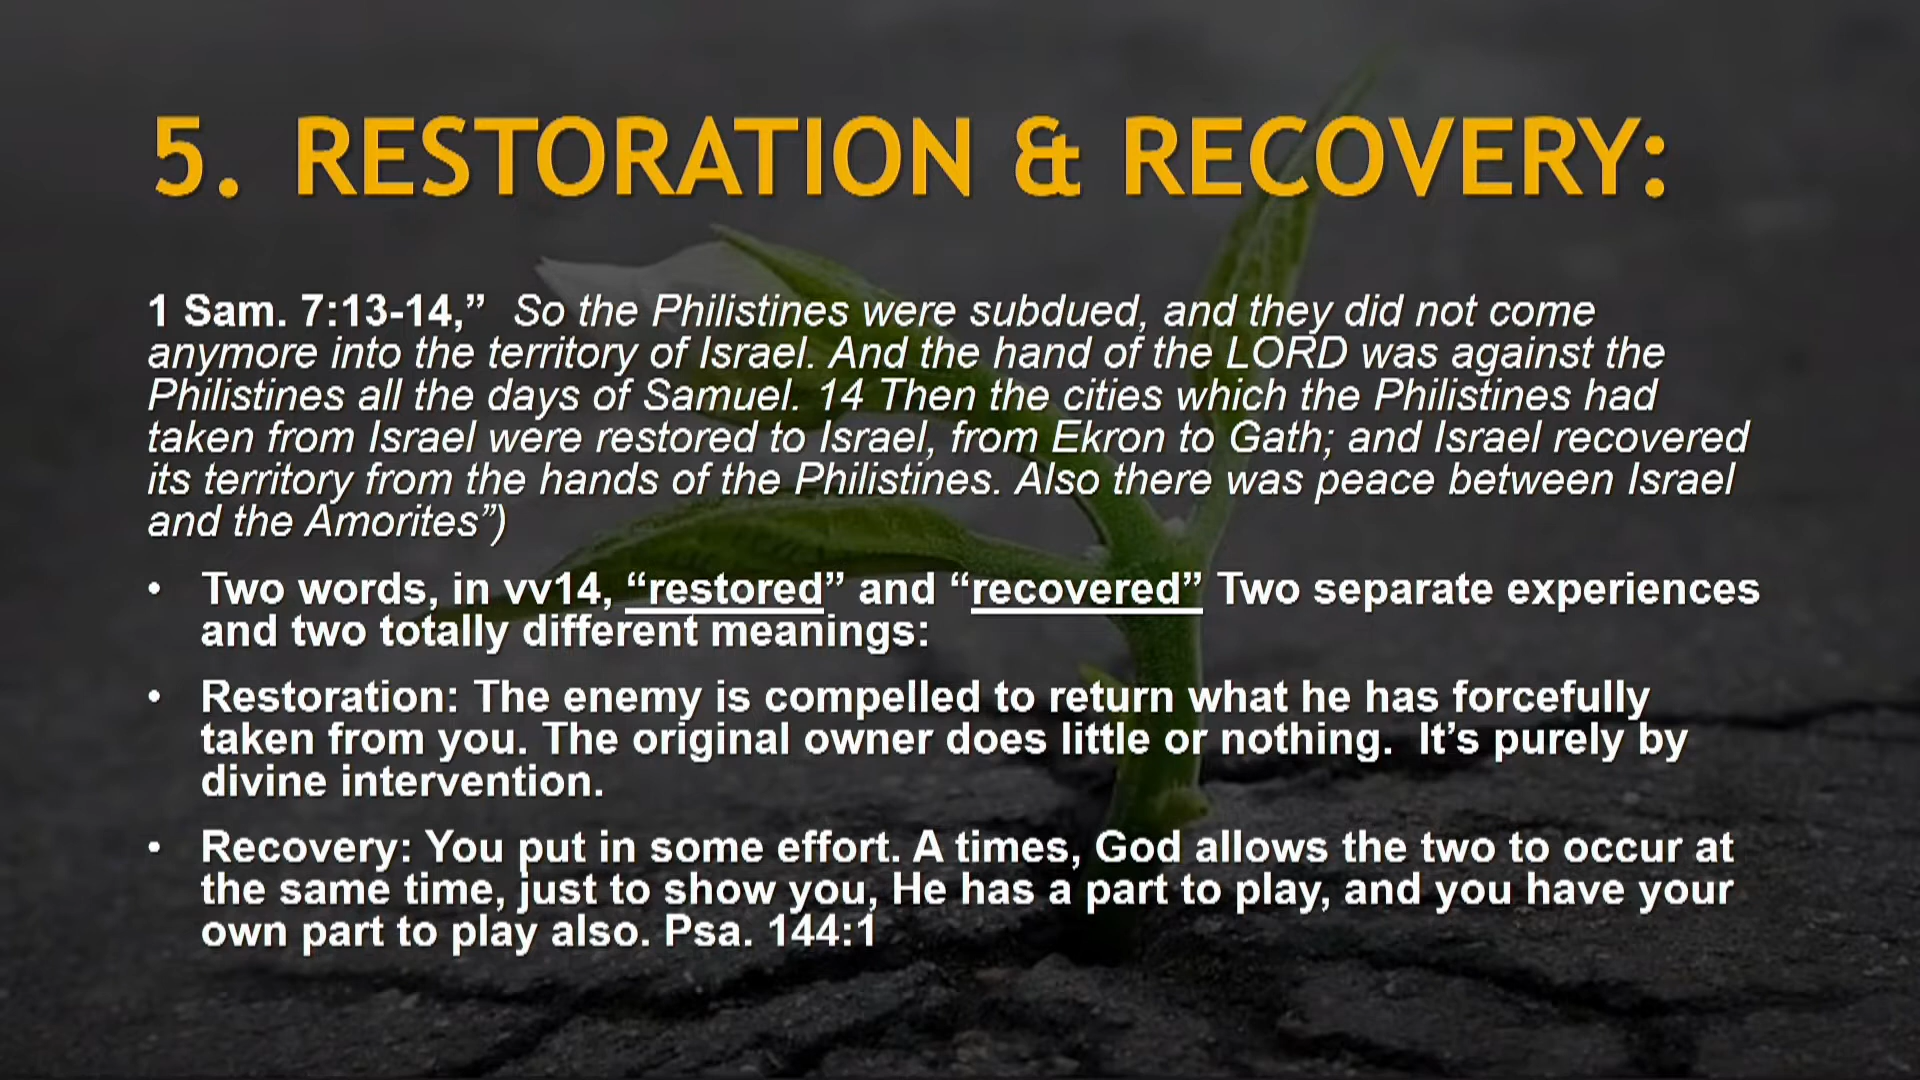 5. RESTORATION & RECOVERY:
1 Sam. 7:13-14,” So the Philistines were subdued, and they did not come
anymore into the territory of Israel. And the hand of the LORD was against the
Philistines all the days of Samuel. 14 Then the cities which the Philistines had
taken from Israel were restored to Israel, from Ekron to Gath; and Israel recovered
its territory from the hands of the Philistines. Also there was peace between Israel
and the Amorites”)
• Two words, in vv14, “restored” and “recovered” Two separate experiences
and two totally different meanings:
• Restoration: The enemy is compelled to return what he has forcefully
taken from you. The original owner does little or nothing. It’s purely by
divine intervention.
• Recovery: You put in some effort. A times, God allows the two to occur at
the same time, just to show you, He has a part to play, and you have your
own part to play also. Psa. 144:1